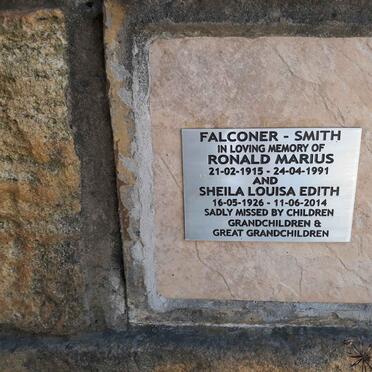 FALCONER - SMITH
IN LOVING MEMORY OF
RONALD MARIUS
21-02-1915 - 24-04-1991
AND
SHEILA LOUISA EDITH
16-05-1926 - 11-06-2014
SADLY MISSED BY CHILDREN
GRANDCHILDREN &
GREAT GRANDCHILDREN